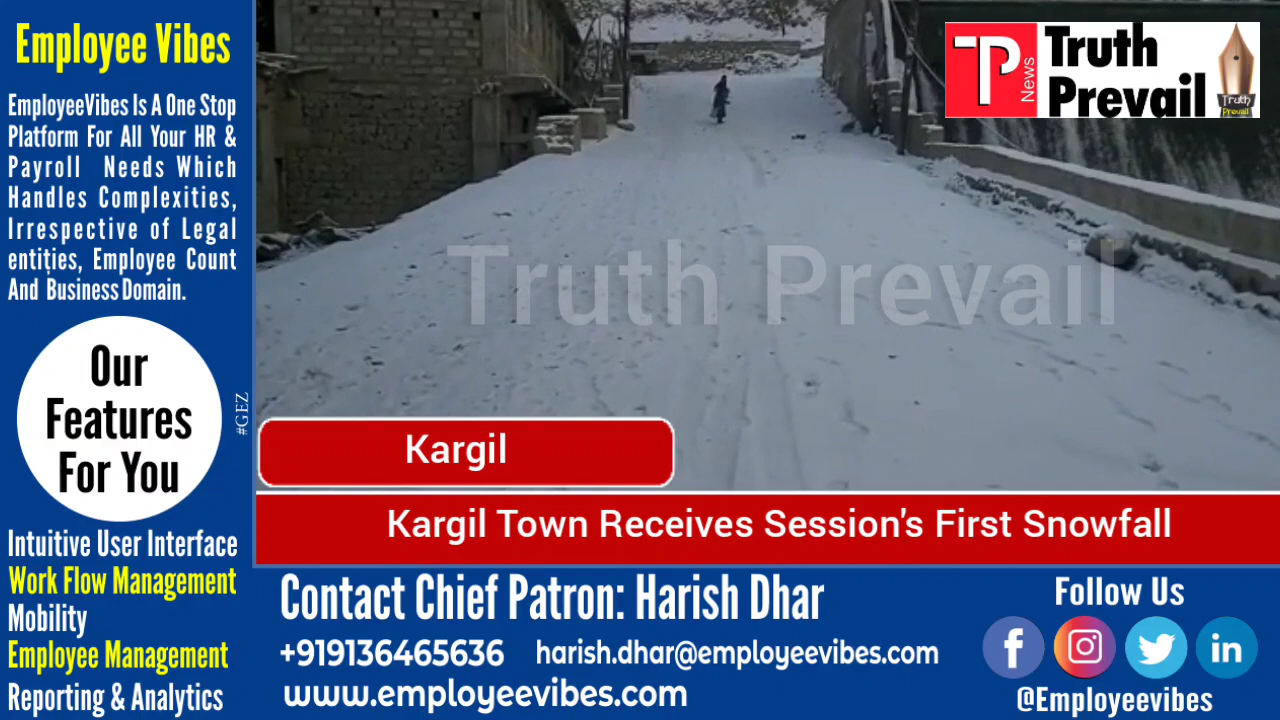 Employee Vibes
EmployeeVibes Is A One Stop
Platform For All Your HR &
Payroll Needs Which
Handles Complexities,
Irrespective of Legal
entities, Employee Count
And Business Domain.
Our
Features
For You
#GEZ
Intuitive User Interface
Work Flow Management
Mobility
Employee Management
Reporting & Analytics
TP
News
Truth
Prevail
Truth
Prevail
Truth Prevail
Kargil
Kargil Town Receives Session's First Snowfall
Contact Chief Patron: Harish Dhar
+919136465636 harish.dhar@employeevibes.com
www.employeevibes.com
Follow Us
f
in
@Employeevibes